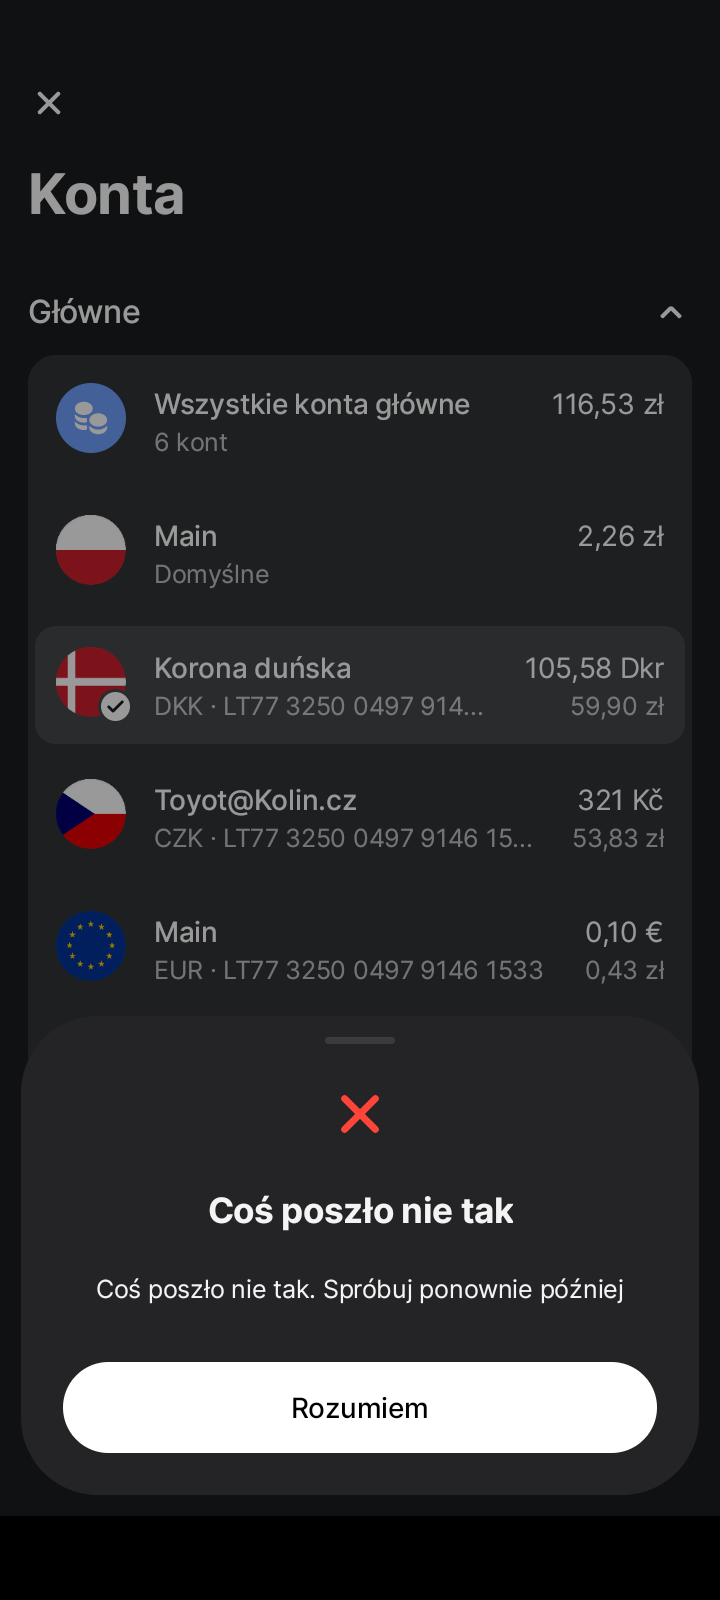 Konta
Główne
Wszystkie konta główne 116,53 zł
6 kont
Main 2,26 zł
Domyślne
Korona duńska 105,58 Dkr
DKK · LT77 3250 0497 914... 59,90 zł
Toyot@Kolin.cz 321 Kč
CZK · LT77 3250 0497 9146 15... 53,83 zł
Main 0,10 €
EUR · LT77 3250 0497 9146 1533 0,43 zł
Coś poszło nie tak
Coś poszło nie tak. Spróbuj ponownie później
Rozumiem